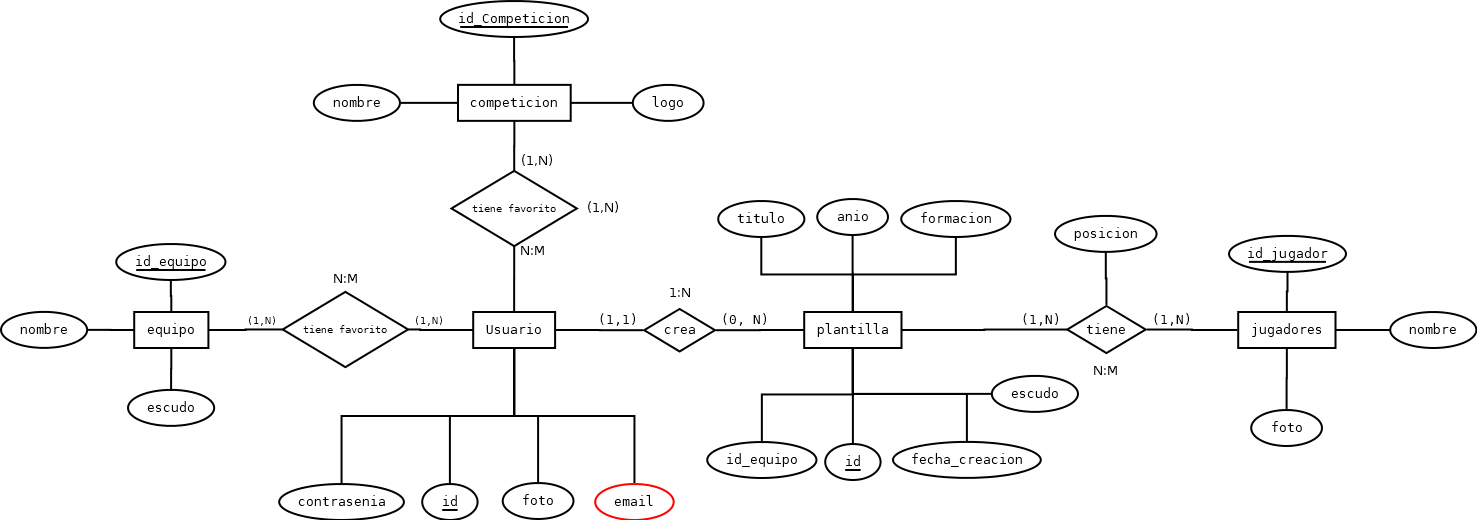 id_Competicion
nombre
competicion
logo
(1,N)
tiene favorito
(1,N)
N:M
titulo
anio
formacion
posicion
id_equipo
id_jugador
N:M
1:N
nombre
equipo
(1,N)
tiene favorito
(1,N)
Usuario
(1,1)
crea
(0, N)
plantilla
(1,N)
tiene
(1,N)
jugadores
nombre
N:M
escudo
escudo
foto
id_equipo
id
fecha_creacion
contrasenia
id
foto
email